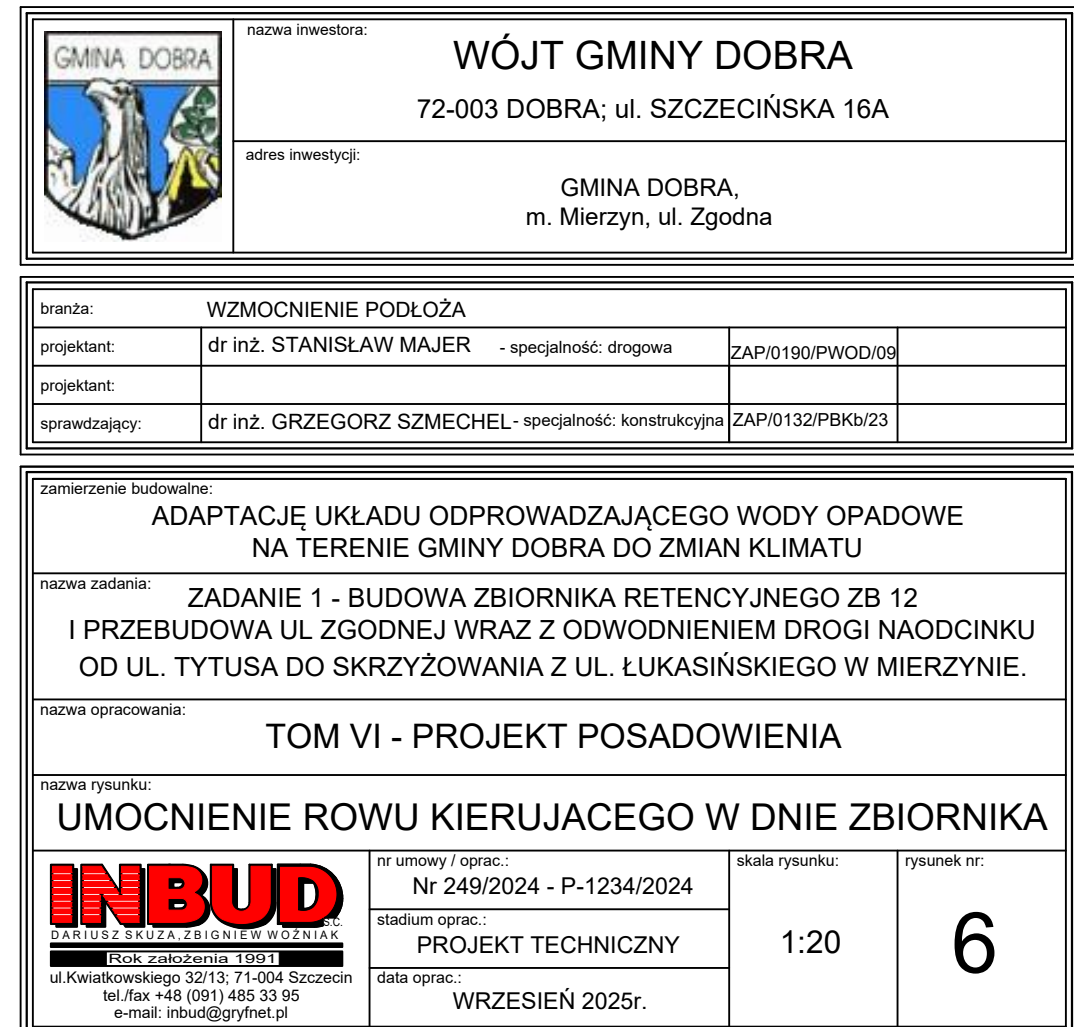 GMINA DOBRA
nazwa inwestora:
WÓJT GMINY DOBRA
72-003 DOBRA; ul. SZCZECIŃSKA 16A
adres inwestycji:
GMINA DOBRA,
m. Mierzyn, ul. Zgodna
branża: WZMOCNIENIE PODŁOŻA
projektant: dr inż. STANISŁAW MAJER - specjalność: drogowa ZAP/0190/PWOD/09
projektant:
sprawdzający: dr inż. GRZEGORZ SZMECHEL - specjalność: konstrukcyjna ZAP/0132/PBKb/23
zamierzenie budowalne:
ADAPTACJĘ UKŁADU ODPROWADZAJĄCEGO WODY OPADOWE
NA TERENIE GMINY DOBRA DO ZMIAN KLIMATU
nazwa zadania:
ZADANIE 1 - BUDOWA ZBIORNIKA RETENCYJNEGO ZB 12
I PRZEBUDOWA UL ZGODNEJ WRAZ Z ODWODNIENIEM DROGI NAODCINKU
OD UL. TYTUSA DO SKRZYŻOWANIA Z UL. ŁUKASIŃSKIEGO W MIERZYNIE.
nazwa opracowania:
TOM VI - PROJEKT POSADOWIENIA
nazwa rysunku:
UMOCNIENIE ROWU KIERUJACEGO W DNIE ZBIORNIKA
INBUD
s.c.
DARIUSZ SKUZA, ZBIGNIEW WOŹNIAK
Rok założenia 1991
ul.Kwiatkowskiego 32/13; 71-004 Szczecin
tel./fax +48 (091) 485 33 95
e-mail: inbud@gryfnet.pl
nr umowy / oprac.:
Nr 249/2024 - P-1234/2024
stadium oprac.:
PROJEKT TECHNICZNY
data oprac.:
WRZESIEŃ 2025r.
skala rysunku:
1:20
rysunek nr:
6